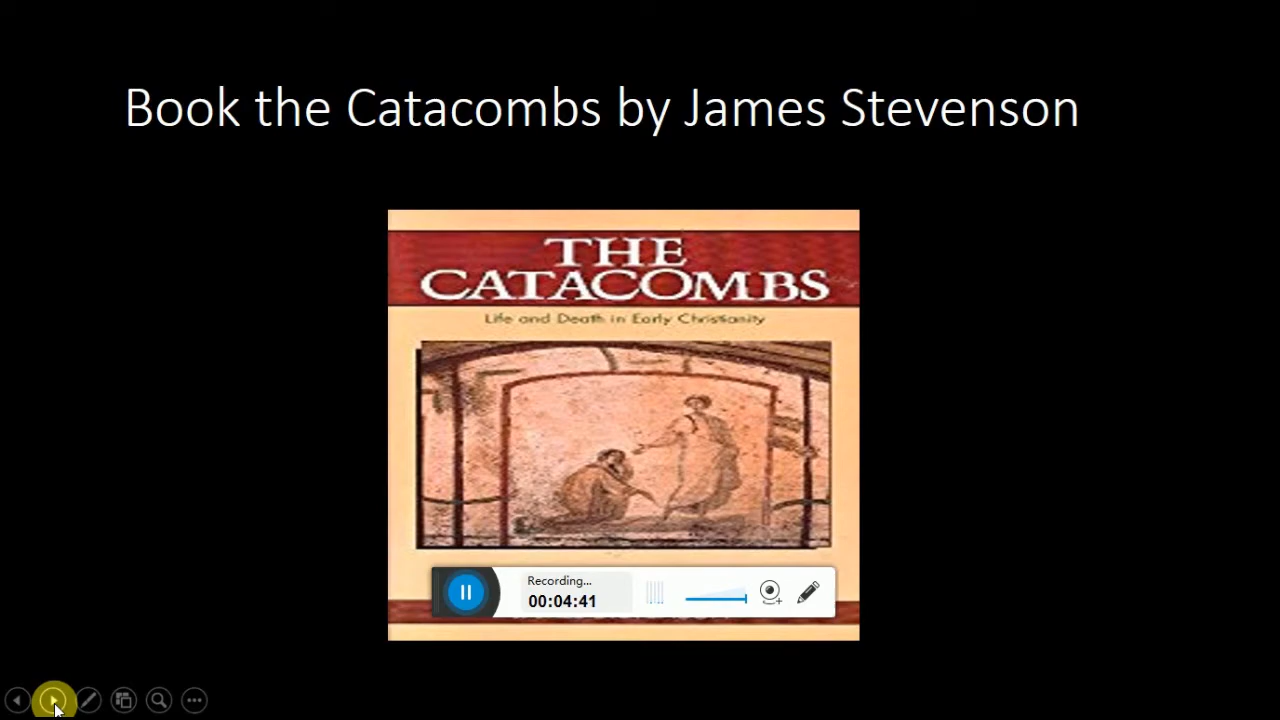 Book the Catacombs by James Stevenson
THE
CATACOMBS
Life and Death in Early Christianity
Recording...
00:04:41